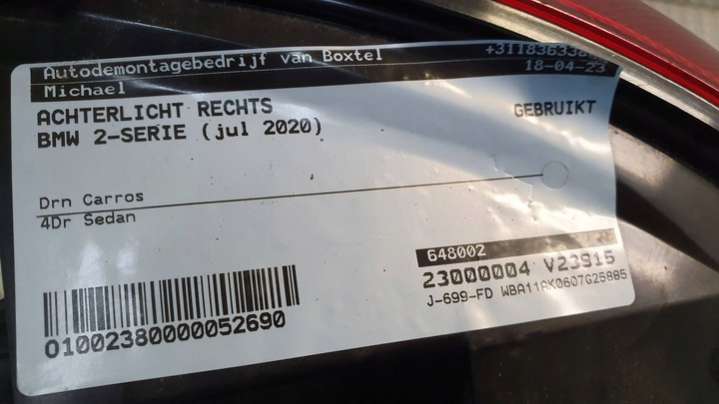 Autodemontagebedrijf van Boxtel
18-04-23
Michael
ACHTERLICHT RECHTS
GEBRUIKT
BMW 2-SERIE (jul 2020)
Drn Carros
4Dr Sedan
648002
23000004 V23915
J-699-FD WBA11AK0607G25885
01002380000052690